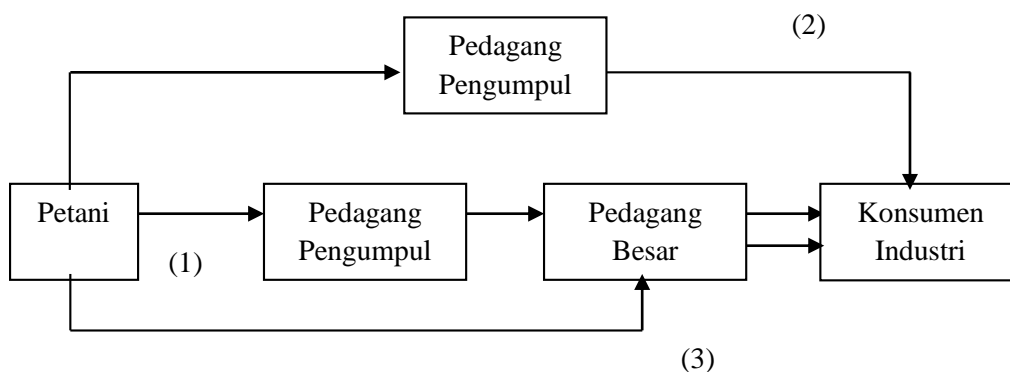 (2)
Pedagang
Pengumpul
Petani
Pedagang
Pengumpul
Pedagang
Besar
Konsumen
Industri
(1)
(3)